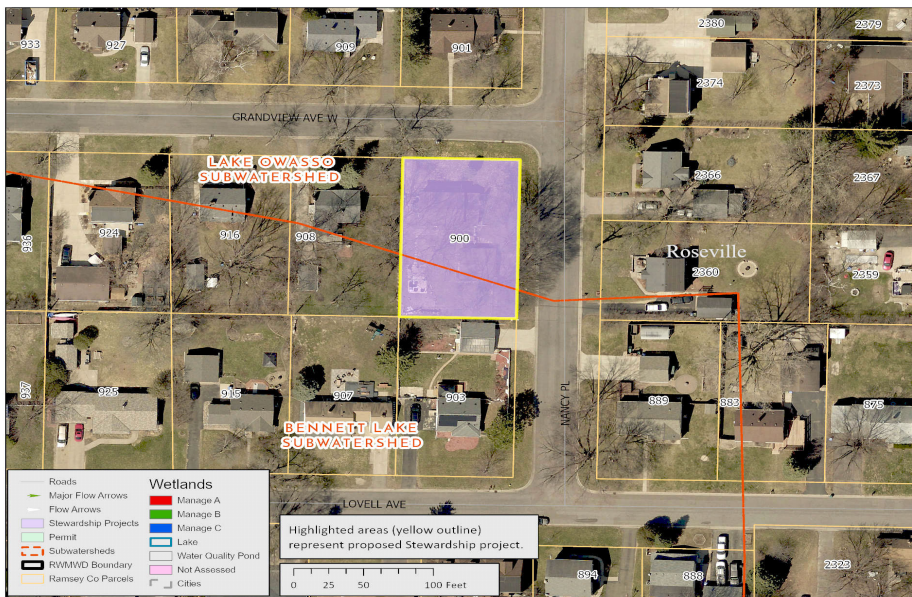 933
927
909
901
2380
2379
2374
2373
GRANDVIEW AVE W
LAKE OWASSO
SUBWATERSHED
2366
2367
936
924
916
908
900
Roseville
2360
2359
937
925
915
907
903
NANCY PL
889
883
875
BENNETT LAKE
SUBWATERSHED
LOVELL AVE
894
888
2323
Roads
Major Flow Arrows
Flow Arrows
Stewardship Projects
Permit
Subwatersheds
RWMWD Boundary
Ramsey Co Parcels
Wetlands
Manage A
Manage B
Manage C
Lake
Water Quality Pond
Not Assessed
Cities
Highlighted areas (yellow outline)
represent proposed Stewardship project.
0 25 50 100 Feet